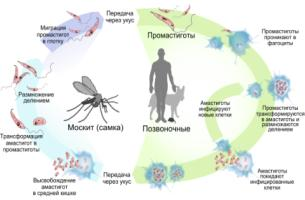 Миграция
промастигот
в глотку
Передача
через укус
Промастиготы
Промастиготы
проникают в
фагоциты
Размножение
делением
Москит (самка)
Позвоночные
Амастиготы
инфицируют
новые клетки
Промастиготы
трансформируются
в амастиготы и
размножаются
делением
Трансформация
амастигот в
промастиготы
Высвобождение
амастигот
в средней кишке
Передача
через укус
Амастиготы
покидают
инфицированные
клетки